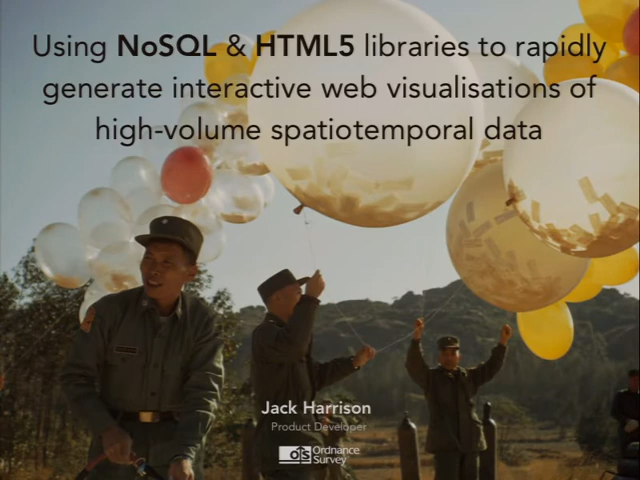 Using NoSQL & HTML5 libraries to rapidly
generate interactive web visualisations of
high-volume spatiotemporal data
Jack Harrison
Product Developer
OS Ordnance
Survey